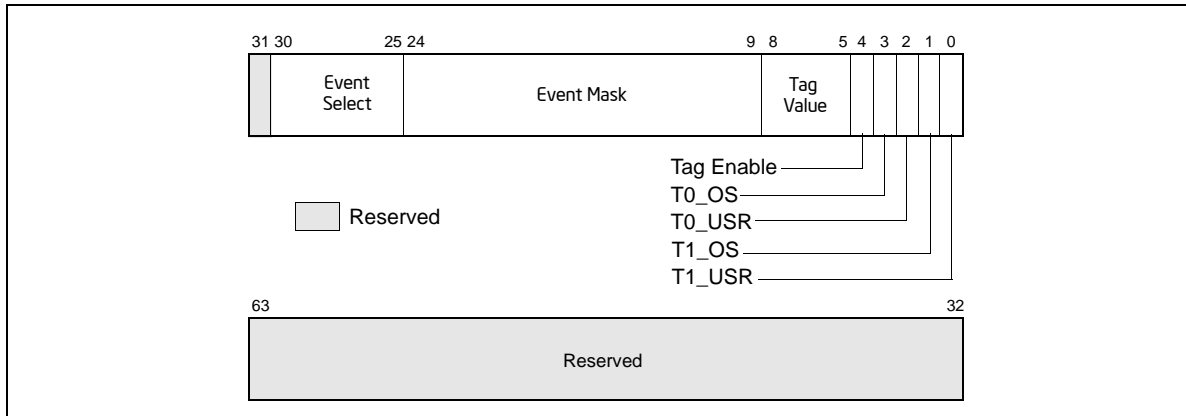 31 30 25 24 9 8 5 4 3 2 1 0
Event
Select
Event Mask
Tag
Value
Tag Enable
T0_OS
T0_USR
T1_OS
T1_USR
Reserved
63 32
Reserved